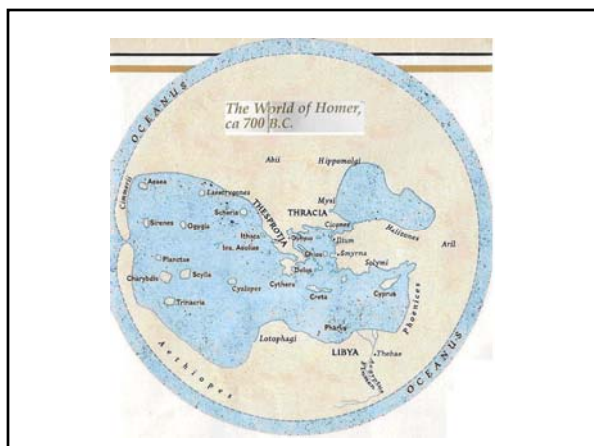 OCEANUS
The World of Homer,
ca 700 B.C.
Abii
Hippomolgi
Cimmerii
Aeaea
Laestrygones
Mysi
Scheria
THESPROTIA
THRACIA
Cicones
Sirenes
Ogygia
Ithaca
Ins. Aeoliae
Ilium
Halizones
Chios
Smyrna
Arii
Planctae
Solymi
Delos
Charybdis
Scylla
Cyclopes
Cythera
Creta
Cyprus
Phoenices
Trinacria
Pharos
Lotophagi
LIBYA
Thebae
Aethiopes
Aegyptus
OCEANUS